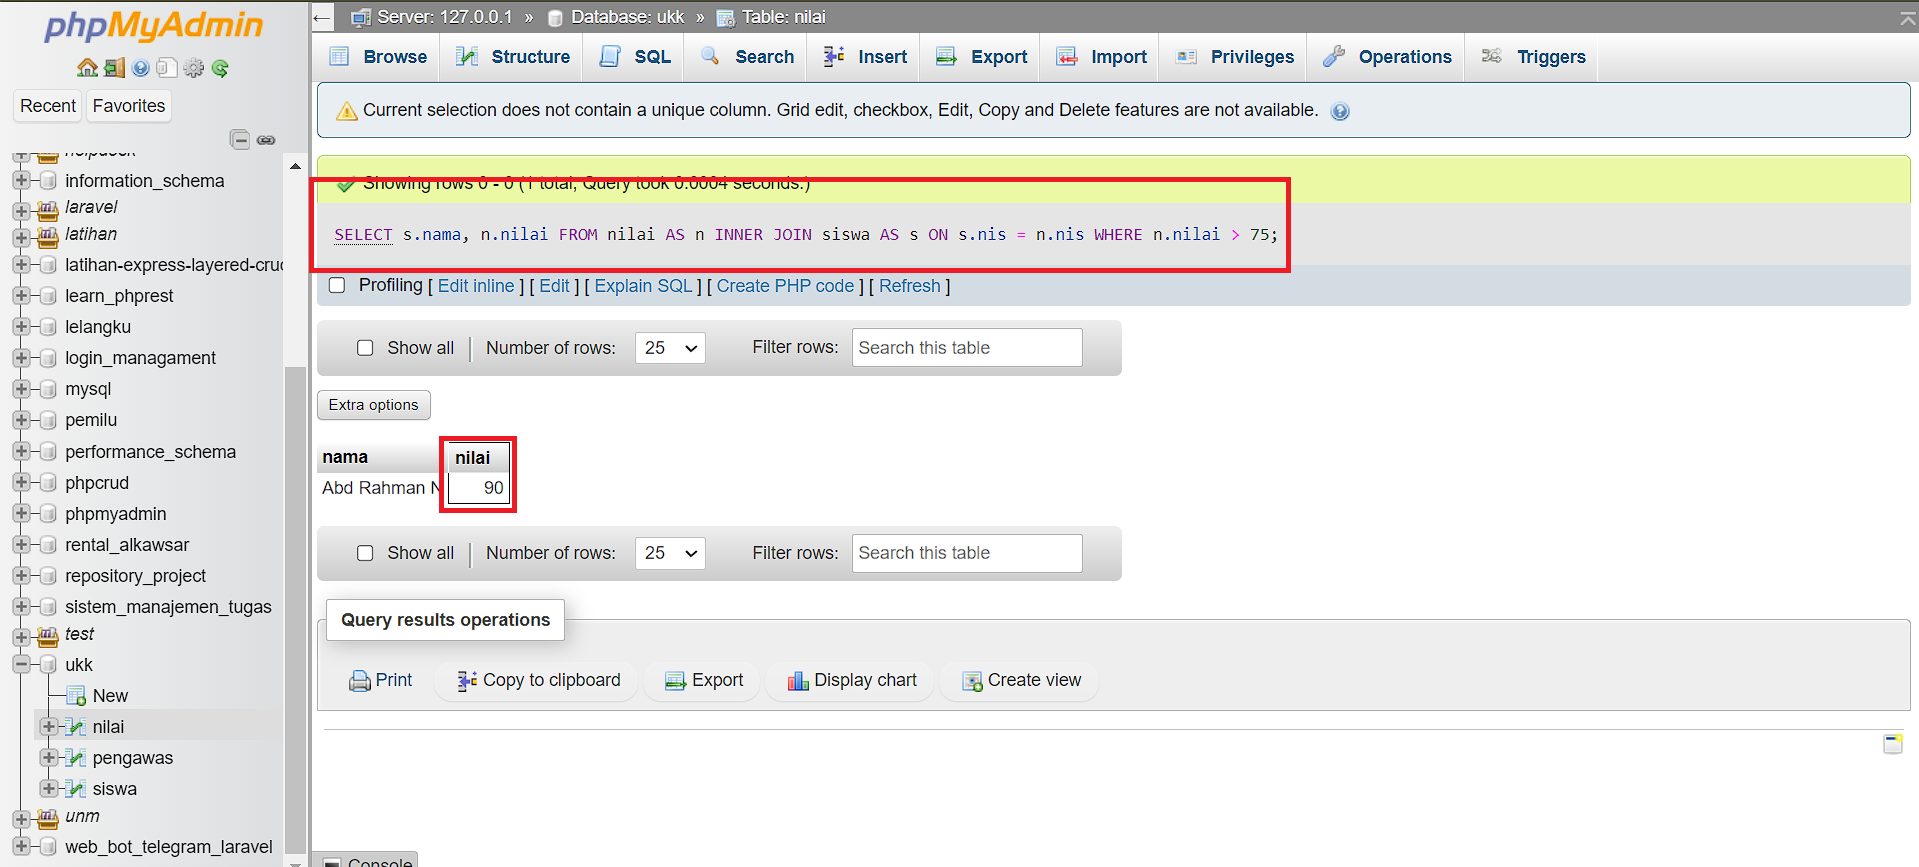 phpMyAdmin
Recent Favorites
information_schema
laravel
latihan
latihan-express-layered-cruc
learn_phprest
lelangku
login_managament
mysql
pemilu
performance_schema
phpcrud
phpmyadmin
rental_alkawsar
repository_project
sistem_manajemen_tugas
test
ukk
New
nilai
pengawas
siswa
unm
web_bot_telegram_laravel
Server: 127.0.0.1 » Database: ukk » Table: nilai
Browse Structure SQL Search Insert Export Import Privileges Operations Triggers
Current selection does not contain a unique column. Grid edit, checkbox, Edit, Copy and Delete features are not available.
Showing rows 0 - 0 (1 total, Query took 0.0004 seconds.)
SELECT s.nama, n.nilai FROM nilai AS n INNER JOIN siswa AS s ON s.nis = n.nis WHERE n.nilai > 75;
Profiling [ Edit inline ] [ Edit ] [ Explain SQL ] [ Create PHP code ] [ Refresh ]
Show all | Number of rows: 25 Filter rows: Search this table
Extra options
nama nilai
Abd Rahman N 90
Show all | Number of rows: 25 Filter rows: Search this table
Query results operations
Print Copy to clipboard Export Display chart Create view
Console